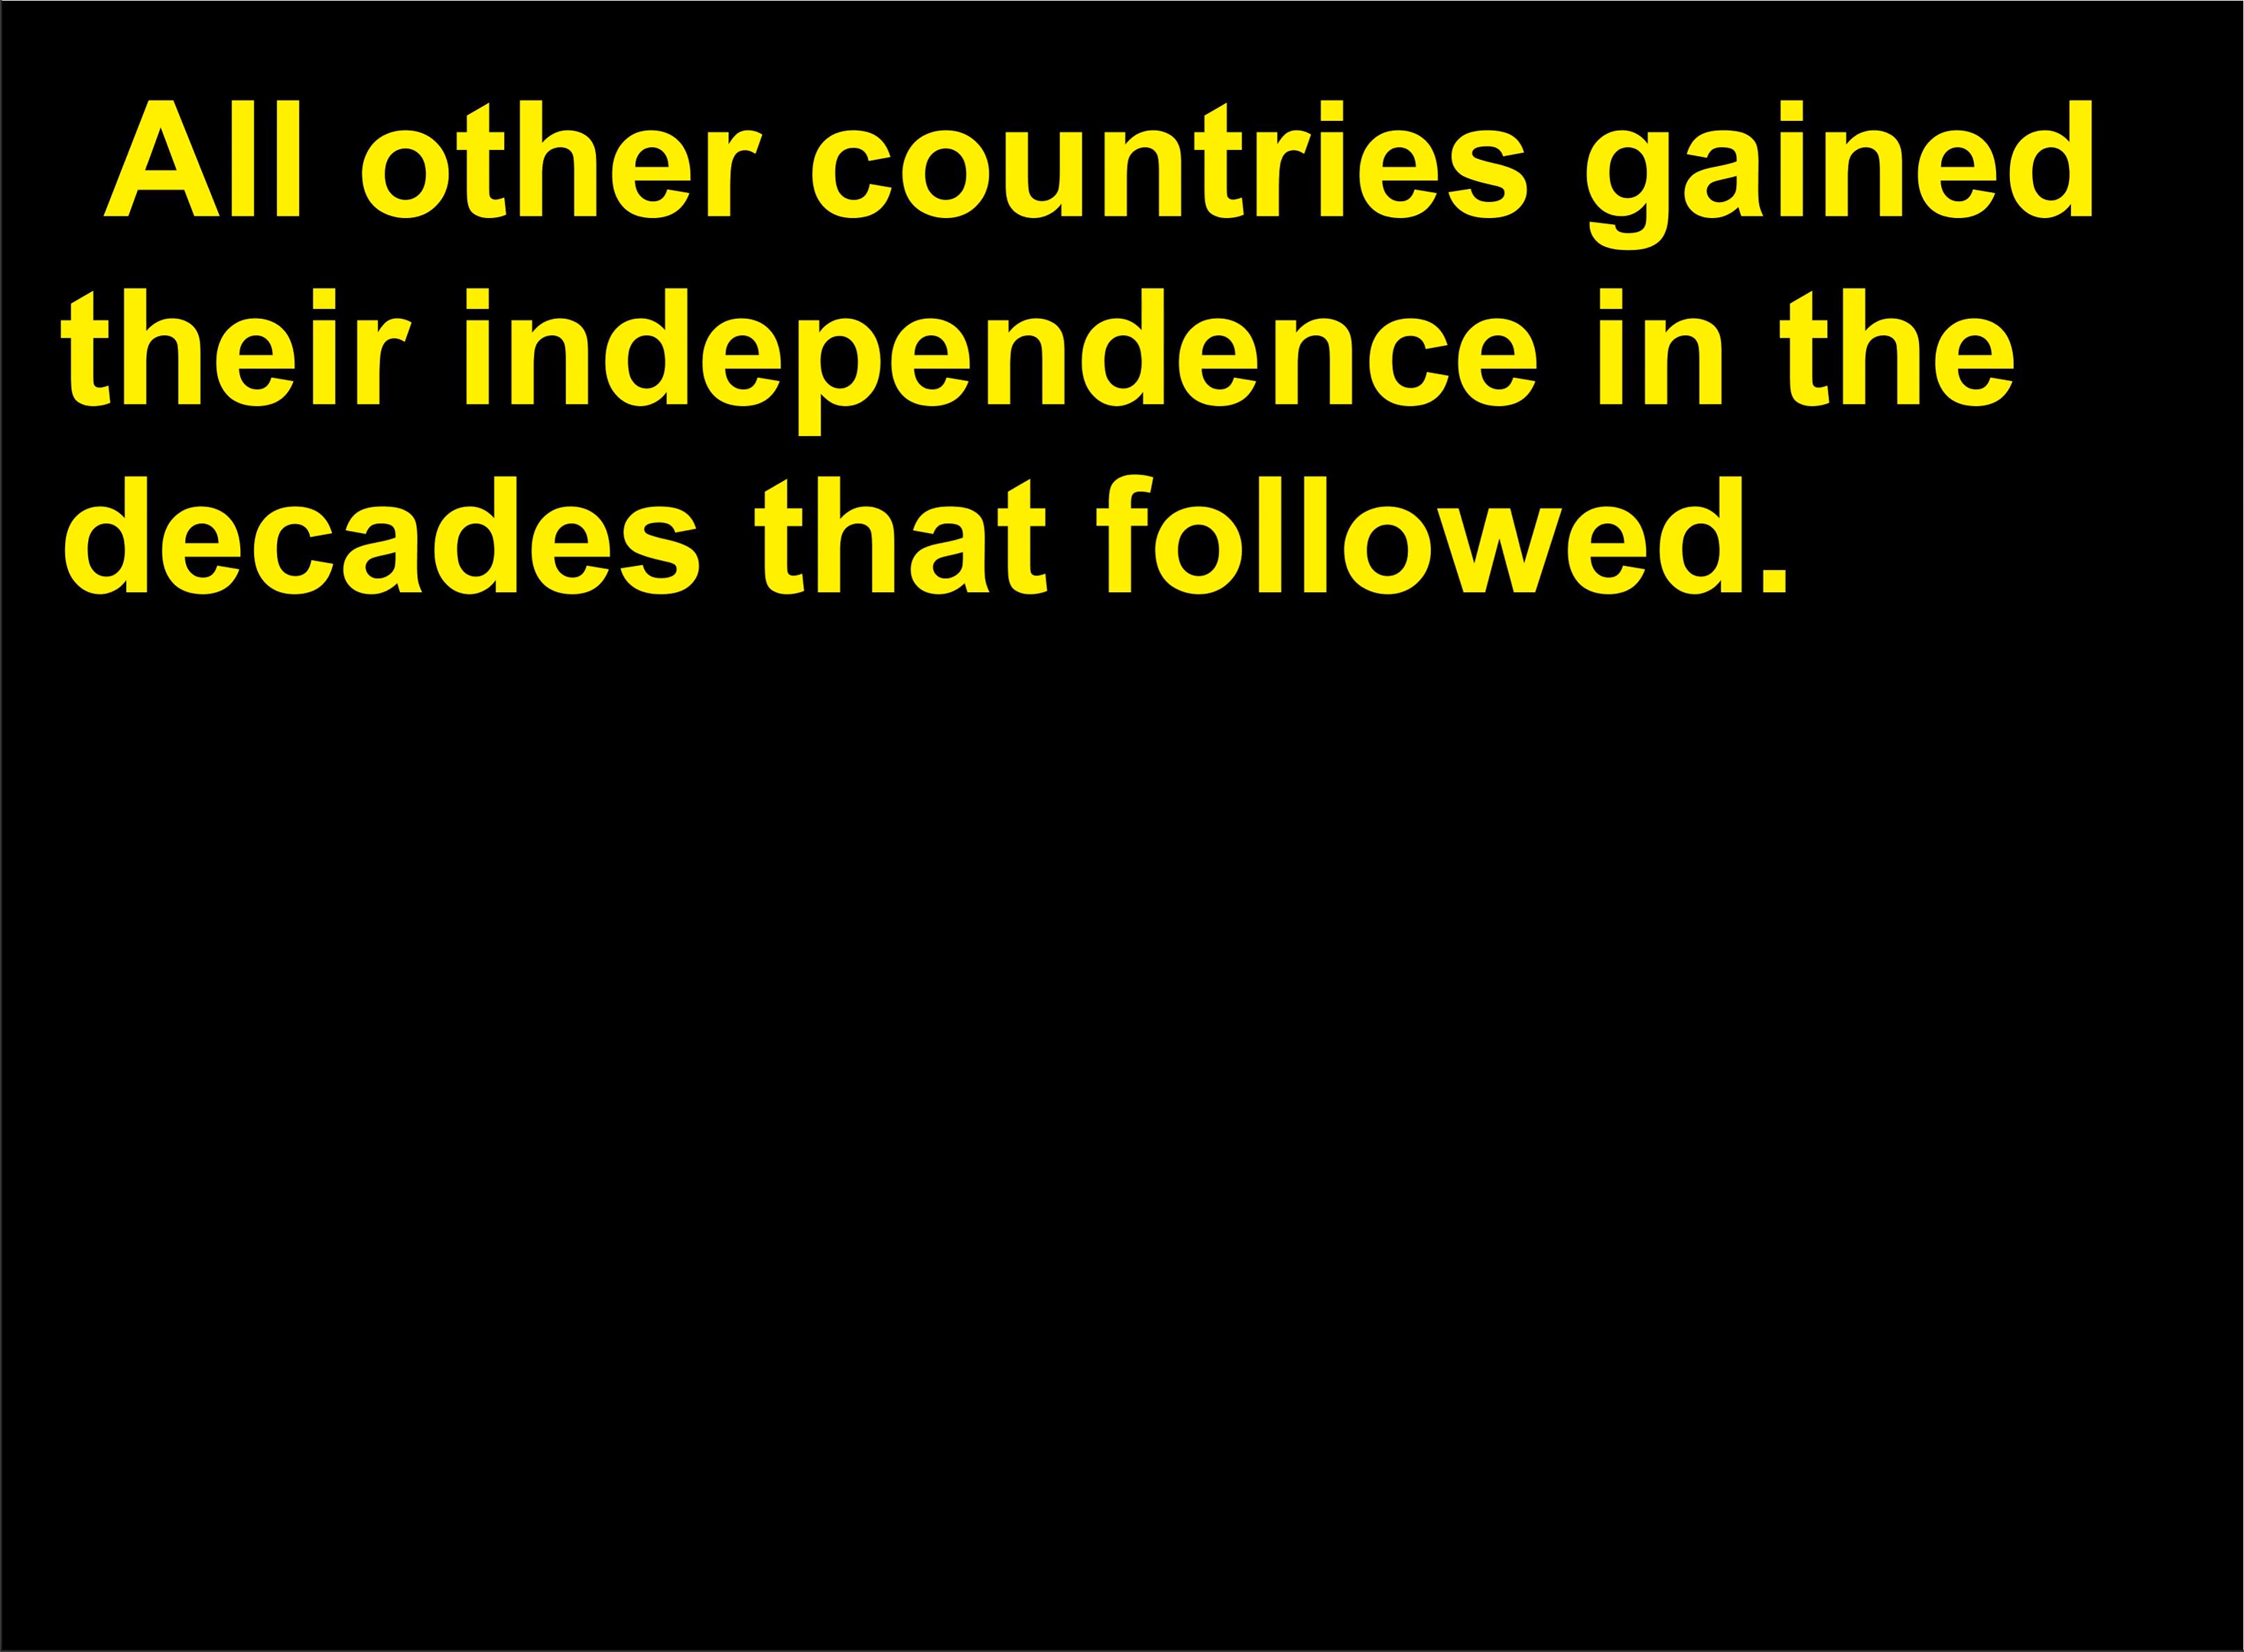 All other countries gained
their independence in the
decades that followed.